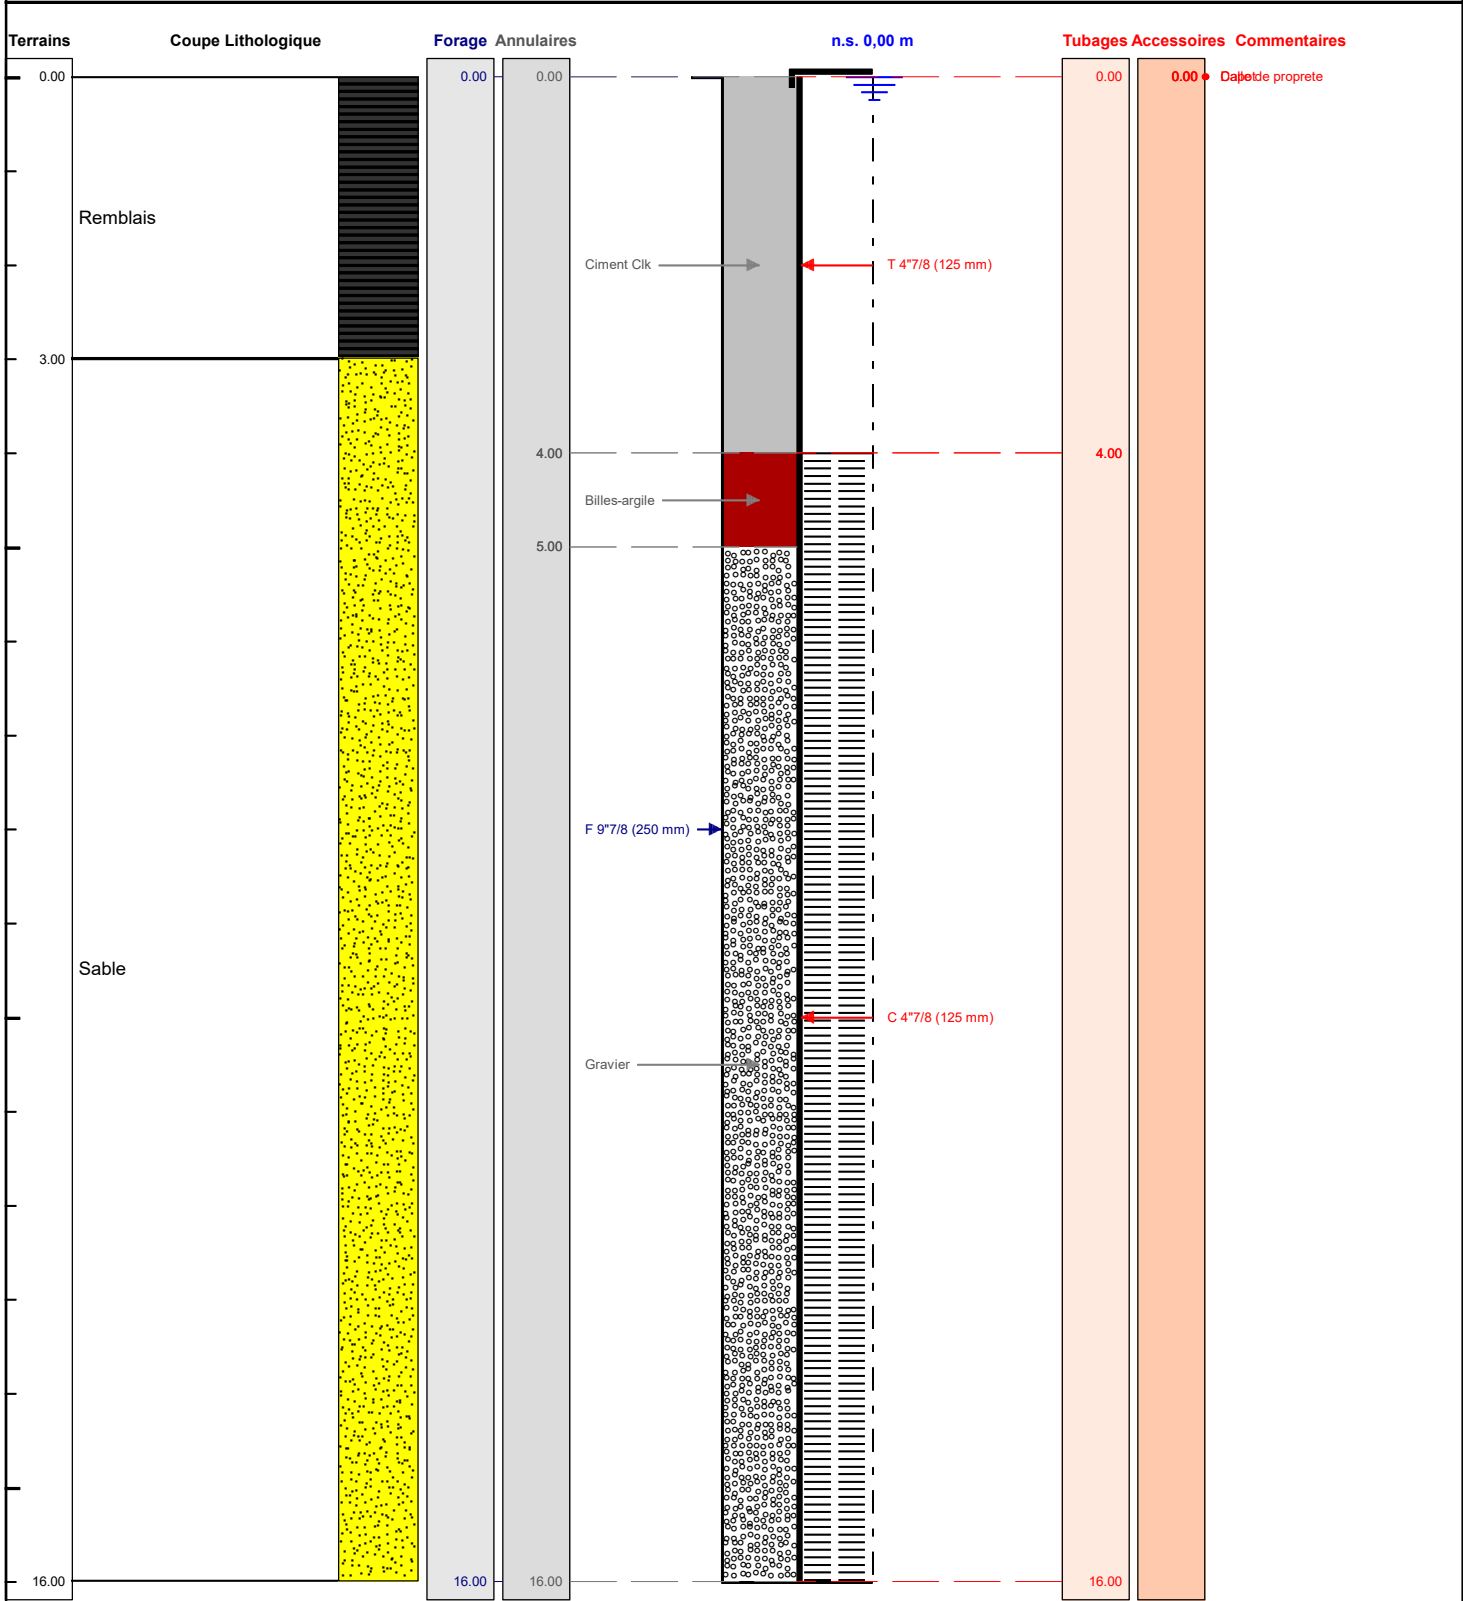 Terrains Coupe Lithologique Forage Annulaires n.s. 0,00 m Tubages Accessoires Commentaires
0.00 0.00 0.00 0.00 0.00 de proprete
Remblais
Ciment Clk T 4"7/8 (125 mm)
3.00
4.00 4.00
Billes-argile
5.00
F 9"7/8 (250 mm)
Sable
C 4"7/8 (125 mm)
Gravier
16.00 16.00 16.00 16.00